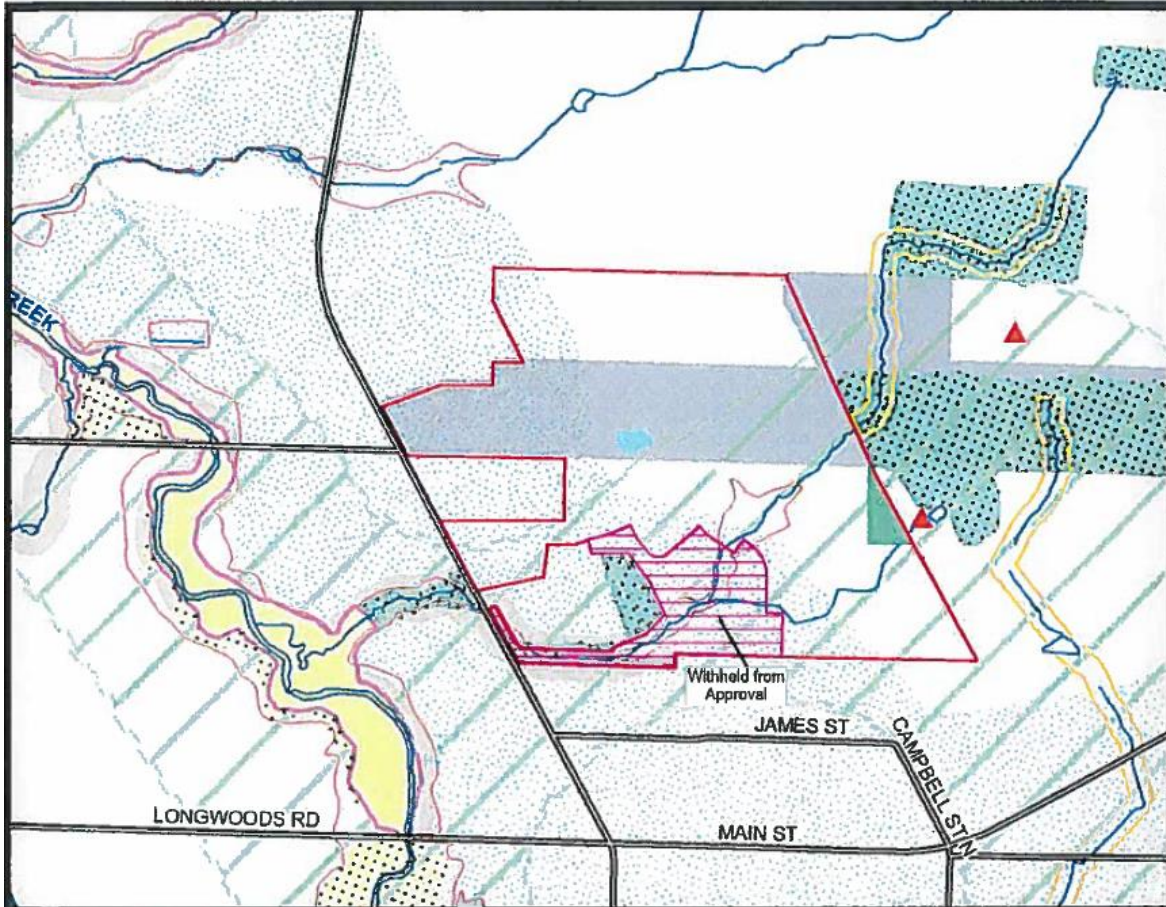 REEK
Withheld from
Approval
JAMES ST
CAMPBELL ST N
LONGWOODS RD
MAIN ST